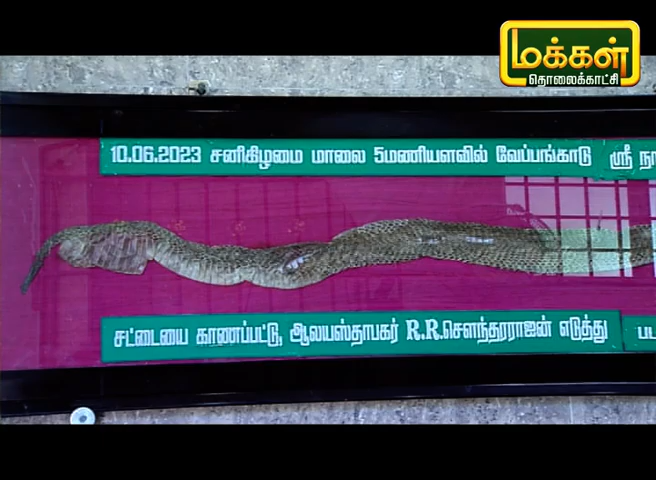 மக்கள்
தொலைக்காட்சி
10.06.2023 சனிகிழமை மாலை 5மணியளவில் வேப்பங்காடு ஸ்ரீ
சட்டையை காணப்பட்டு, ஆலயஸ்தாபகர் R.R.சௌந்தரராஜன் எடுத்து